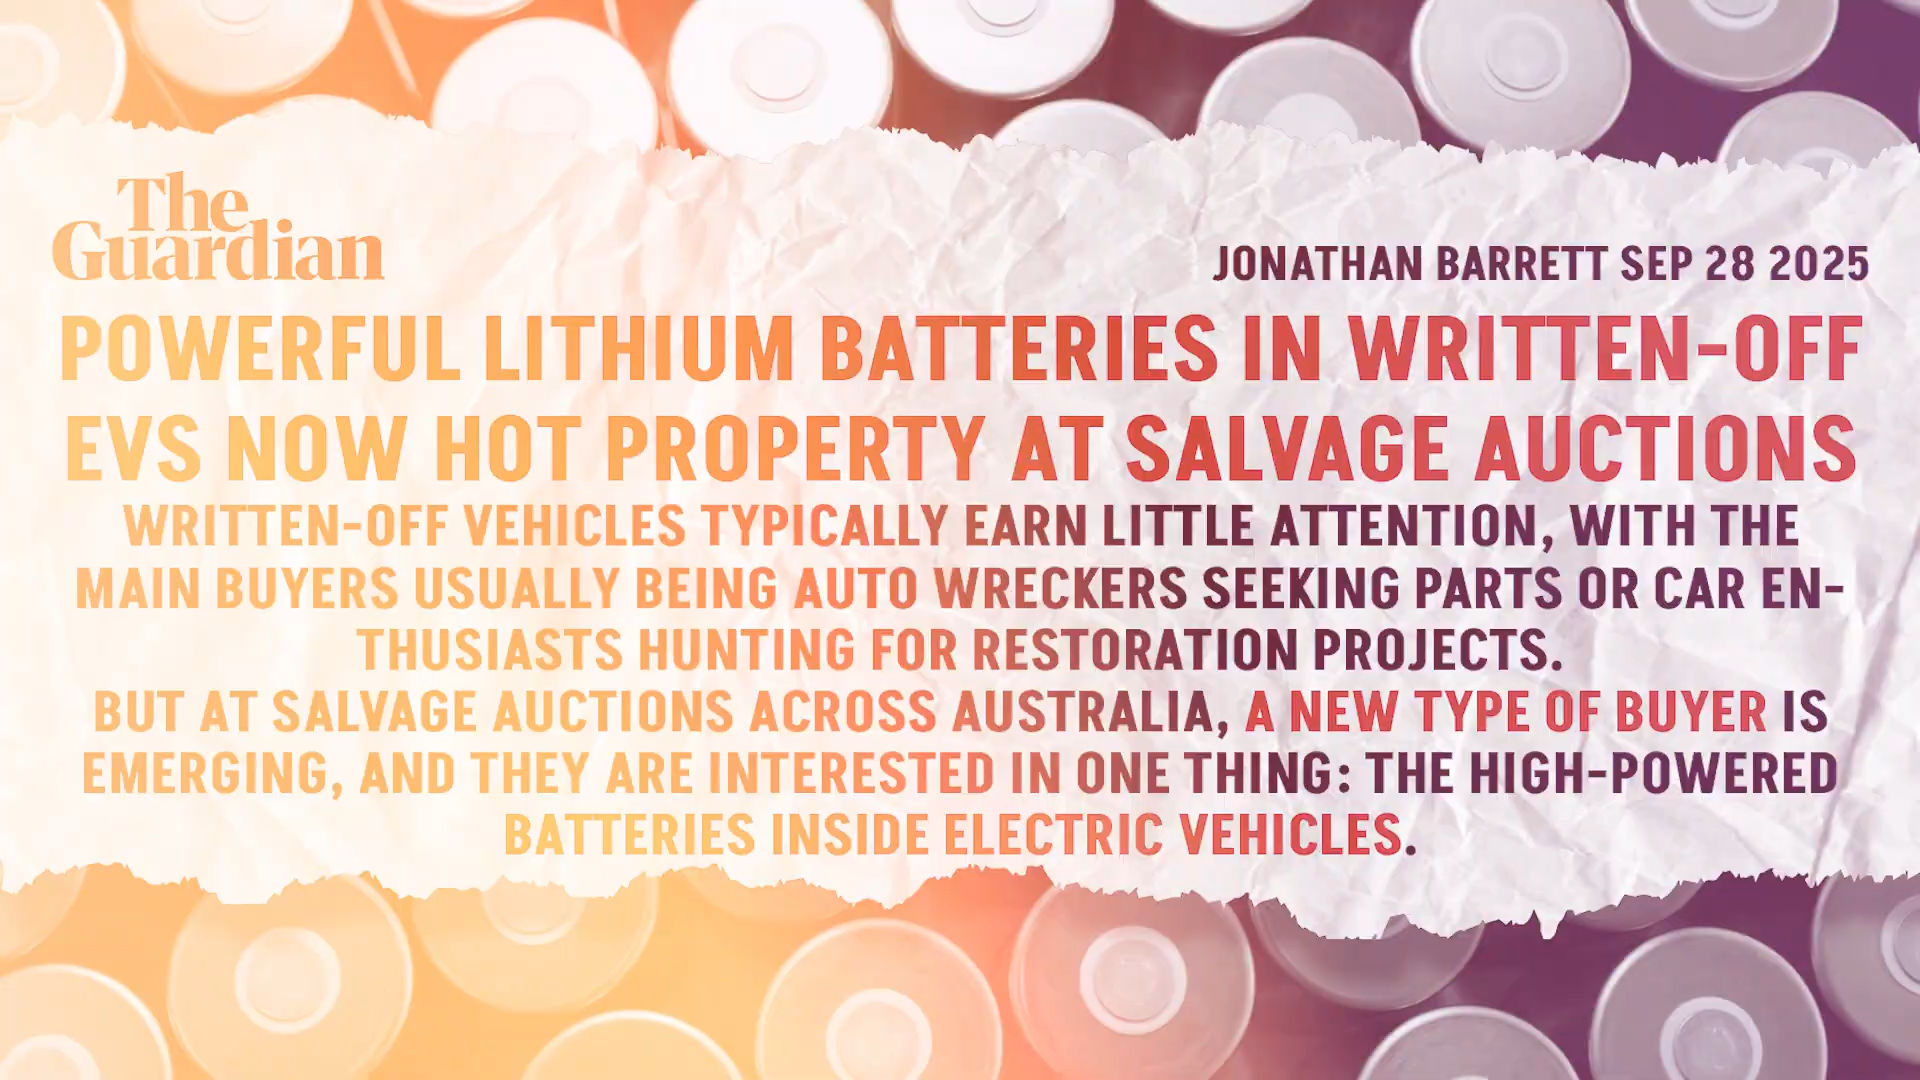 The
Guardian
JONATHAN BARRETT SEP 28 2025
POWERFUL LITHIUM BATTERIES IN WRITTEN-OFF
EVS NOW HOT PROPERTY AT SALVAGE AUCTIONS
WRITTEN-OFF VEHICLES TYPICALLY EARN LITTLE ATTENTION, WITH THE
MAIN BUYERS USUALLY BEING AUTO WRECKERS SEEKING PARTS OR CAR EN-
THUSIASTS HUNTING FOR RESTORATION PROJECTS.
BUT AT SALVAGE AUCTIONS ACROSS AUSTRALIA, A NEW TYPE OF BUYER IS
EMERGING, AND THEY ARE INTERESTED IN ONE THING: THE HIGH-POWERED
BATTERIES INSIDE ELECTRIC VEHICLES.